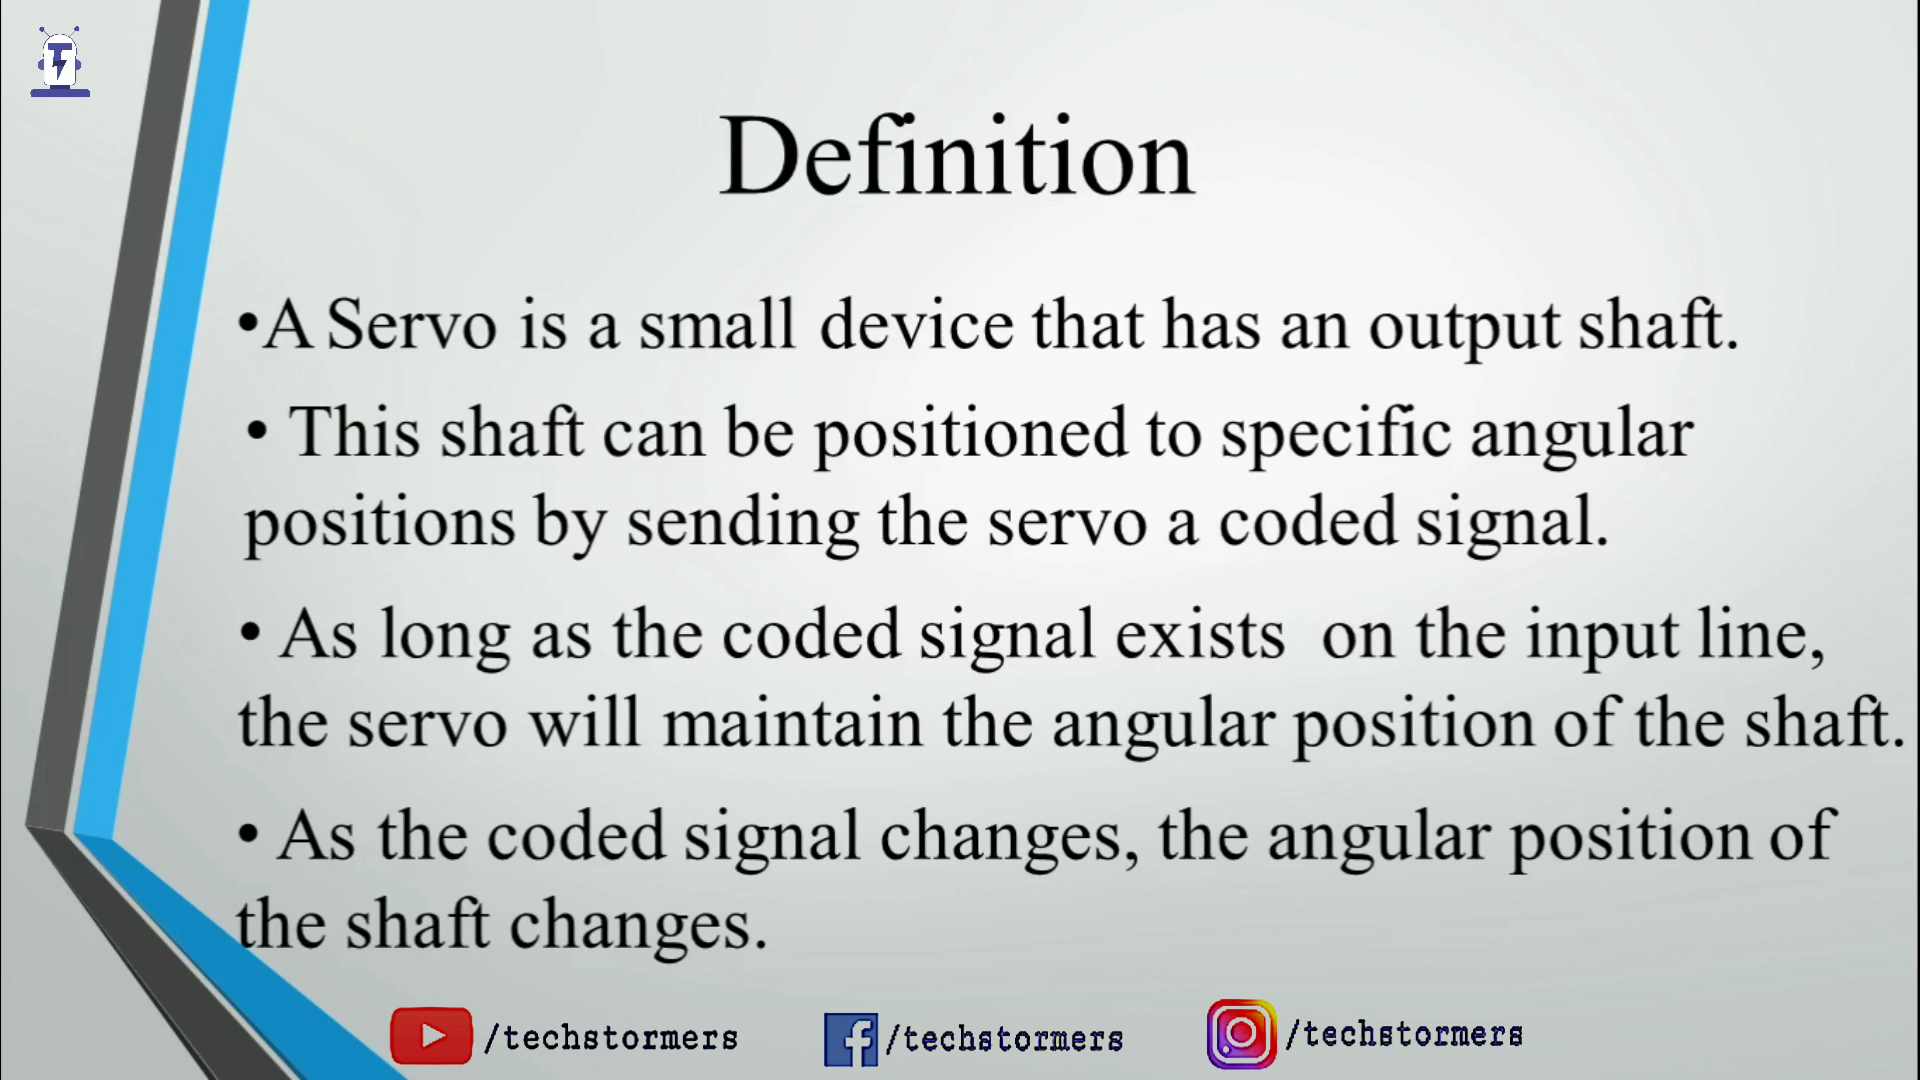 T
Definition
•A Servo is a small device that has an output shaft.
• This shaft can be positioned to specific angular
positions by sending the servo a coded signal.
• As long as the coded signal exists on the input line,
the servo will maintain the angular position of the shaft.
• As the coded signal changes, the angular position of
the shaft changes.
/techstormers f /techstormers /techstormers